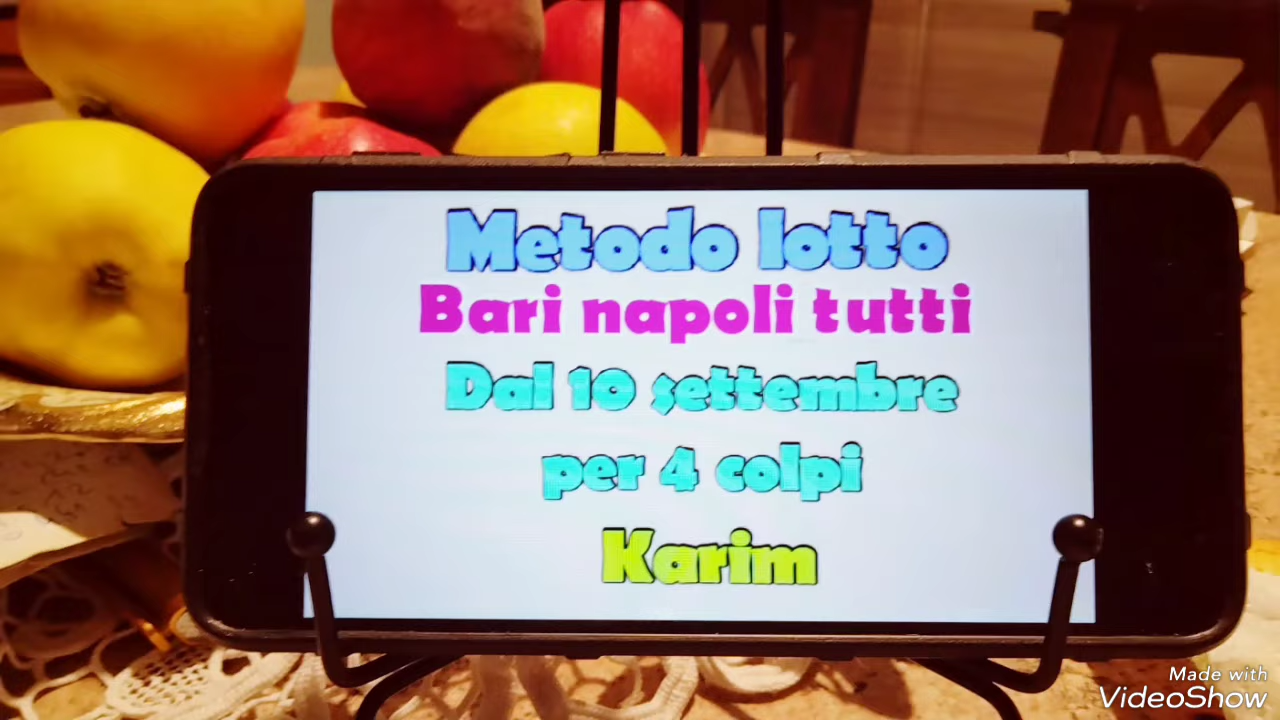 Metodo lotto
Bari napoli tutti
Dal 10 settembre
per 4 colpi
Karim
Made with
VideoShow